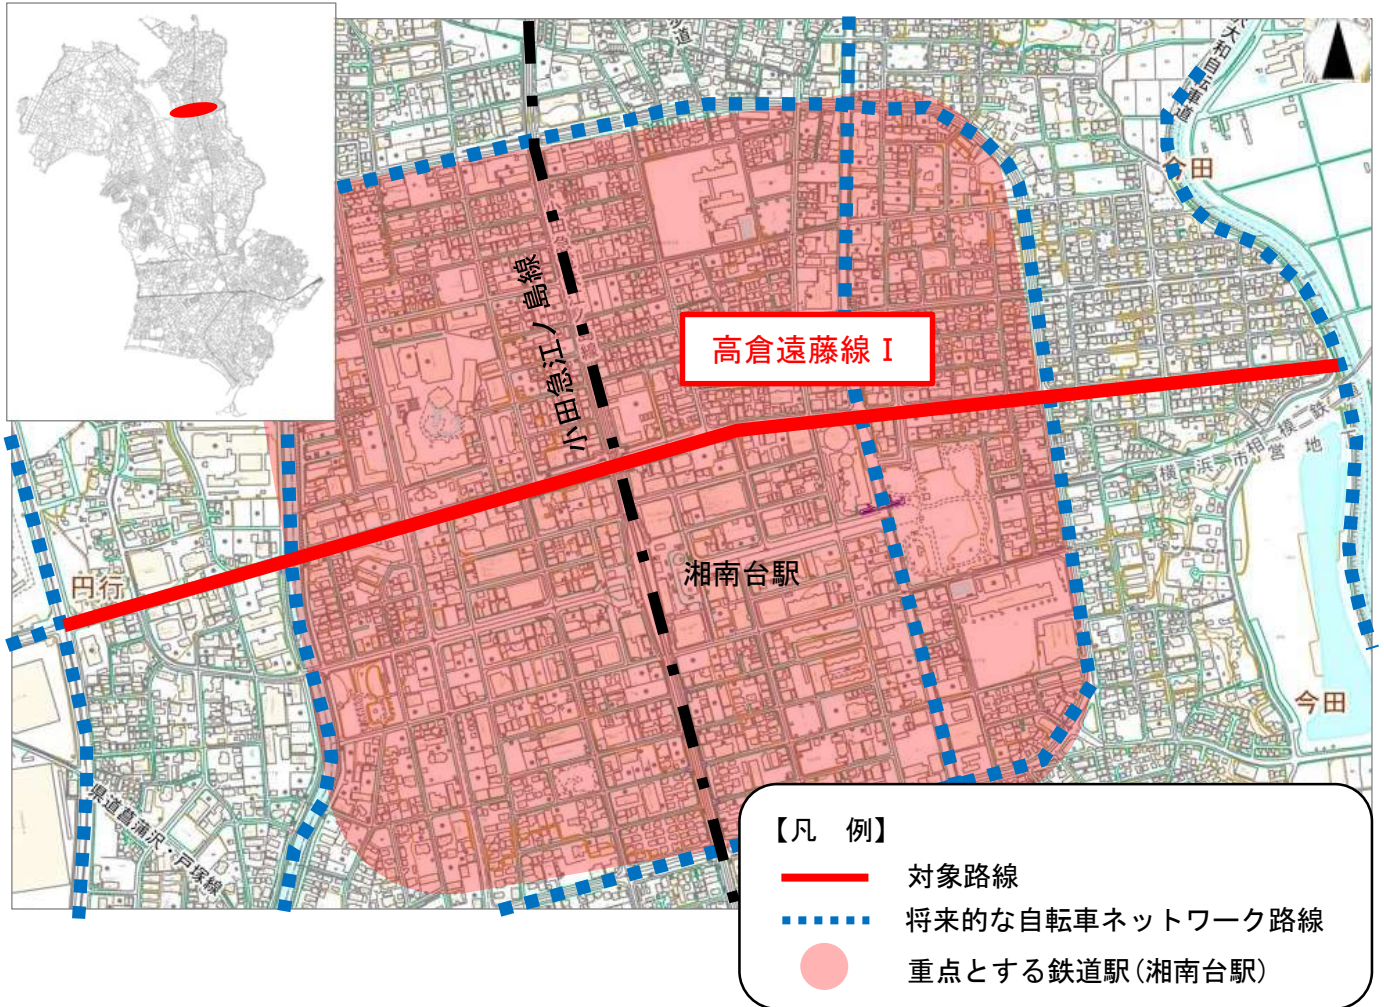 大和自転車道
道
今田
小田急江ノ島線
高倉遠藤線Ⅰ
相模鉄
横浜市営地
円行
湘南台駅
今田
県道菖蒲沢・戸塚線
【凡　例】
対象路線
将来的な自転車ネットワーク路線
重点とする鉄道駅(湘南台駅)